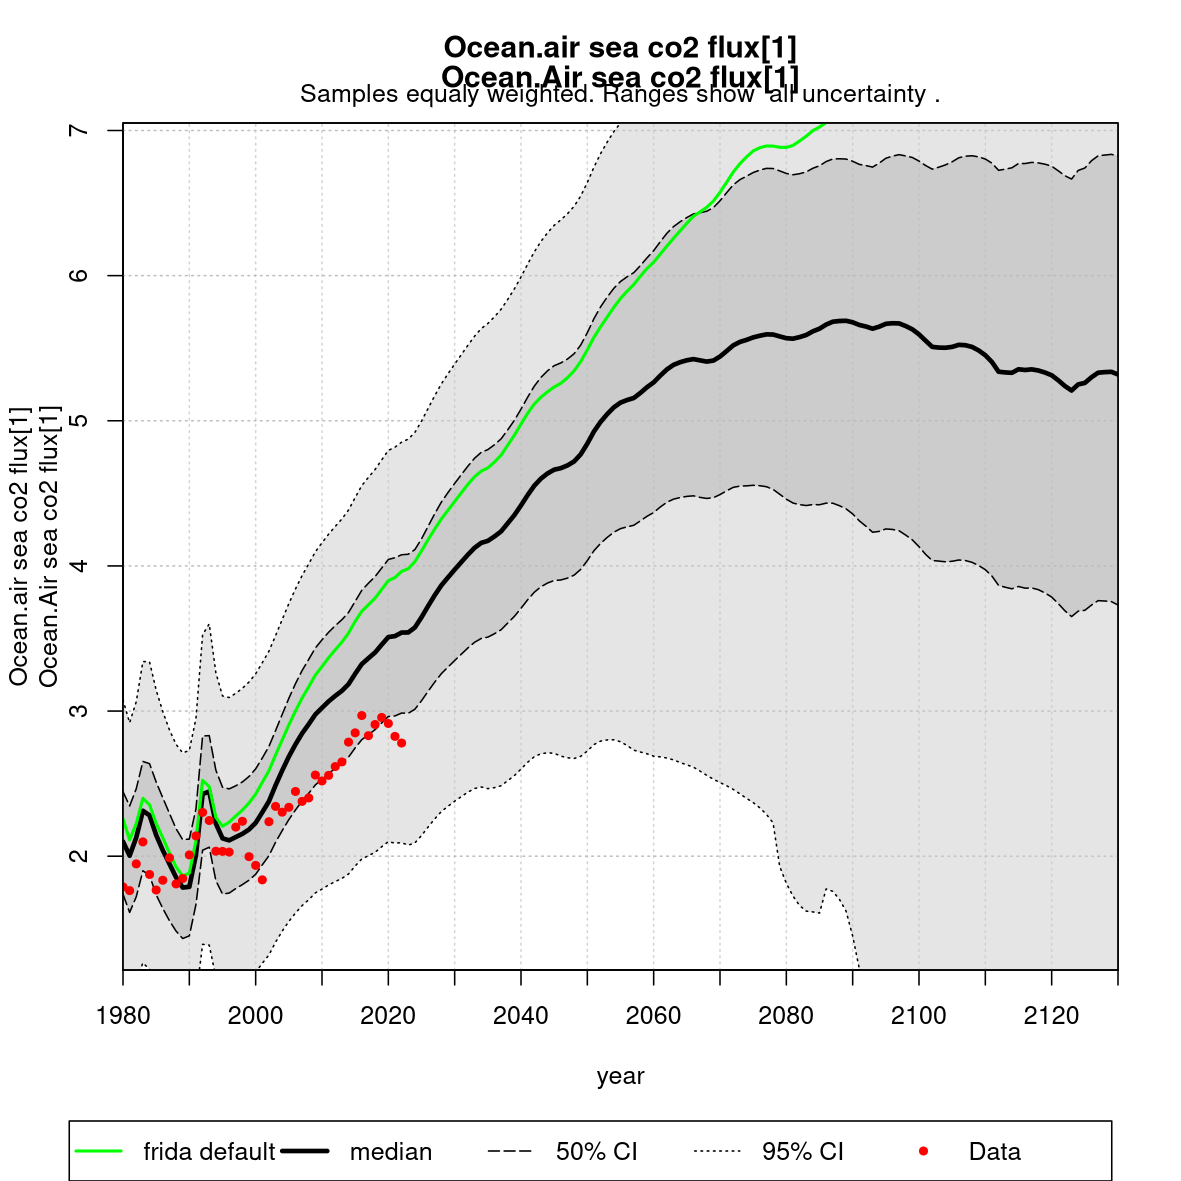 Ocean.air sea co2 flux[1]
Ocean.Air sea co2 flux[1]
Samples equaly weighted. Ranges show  all uncertainty .
Ocean.air sea co2 flux[1]
Ocean.Air sea co2 flux[1]
7
6
5
4
3
2
1980 2000 2020 2040 2060 2080 2100 2120
year
frida default median 50% CI 95% CI Data